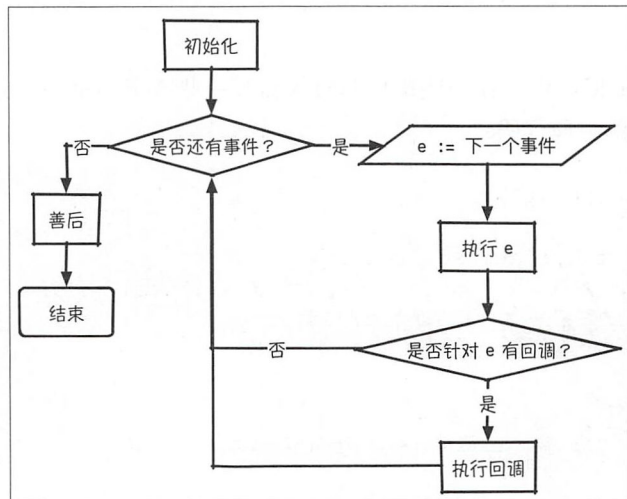 初始化
是否还有事件？
否
是
e := 下一个事件
善后
执行 e
结束
是否针对 e 有回调？
否
是
执行回调